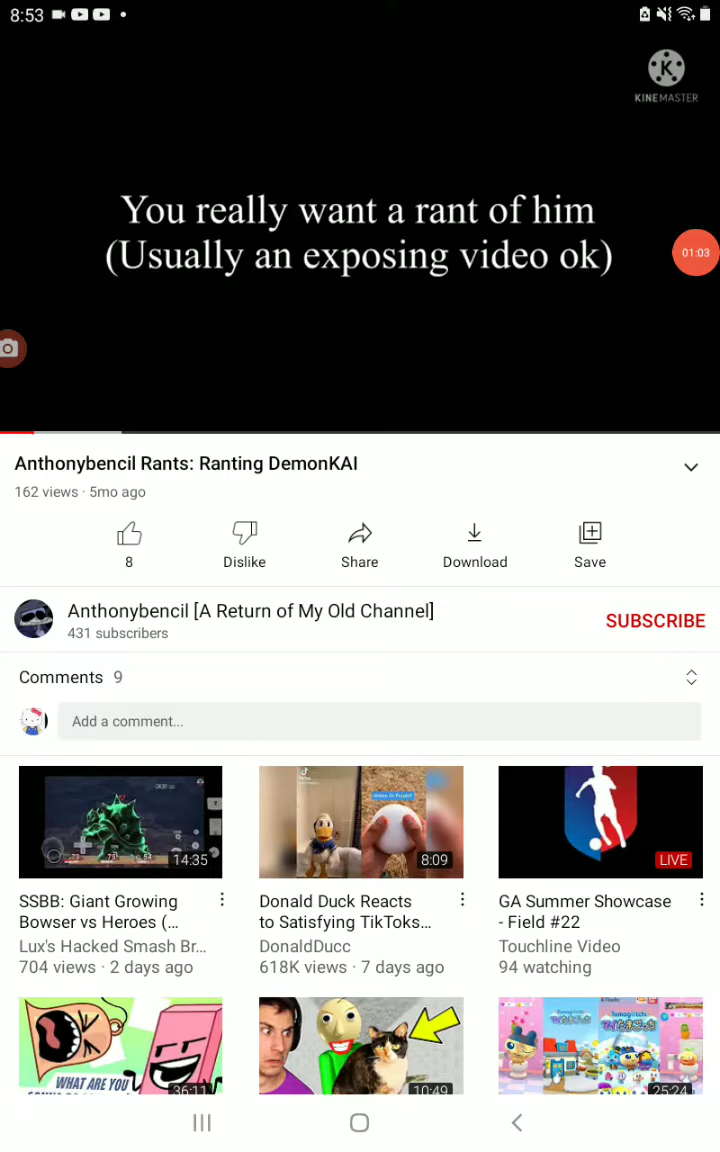 8:53
KINEMASTER
You really want a rant of him
(Usually an exposing video ok)
01:03
Anthonybencil Rants: Ranting DemonKAI
162 views · 5mo ago
8
Dislike
Share
Download
Save
Anthonybencil [A Return of My Old Channel]
431 subscribers
SUBSCRIBE
Comments 9
Add a comment...
14:35
8:09
LIVE
SSBB: Giant Growing
Bowser vs Heroes (...
Lux's Hacked Smash Br...
704 views · 2 days ago
Donald Duck Reacts
to Satisfying TikToks...
DonaldDucc
618K views · 7 days ago
GA Summer Showcase
- Field #22
Touchline Video
94 watching
WHAT ARE YOU
36:11
10:49
25:24